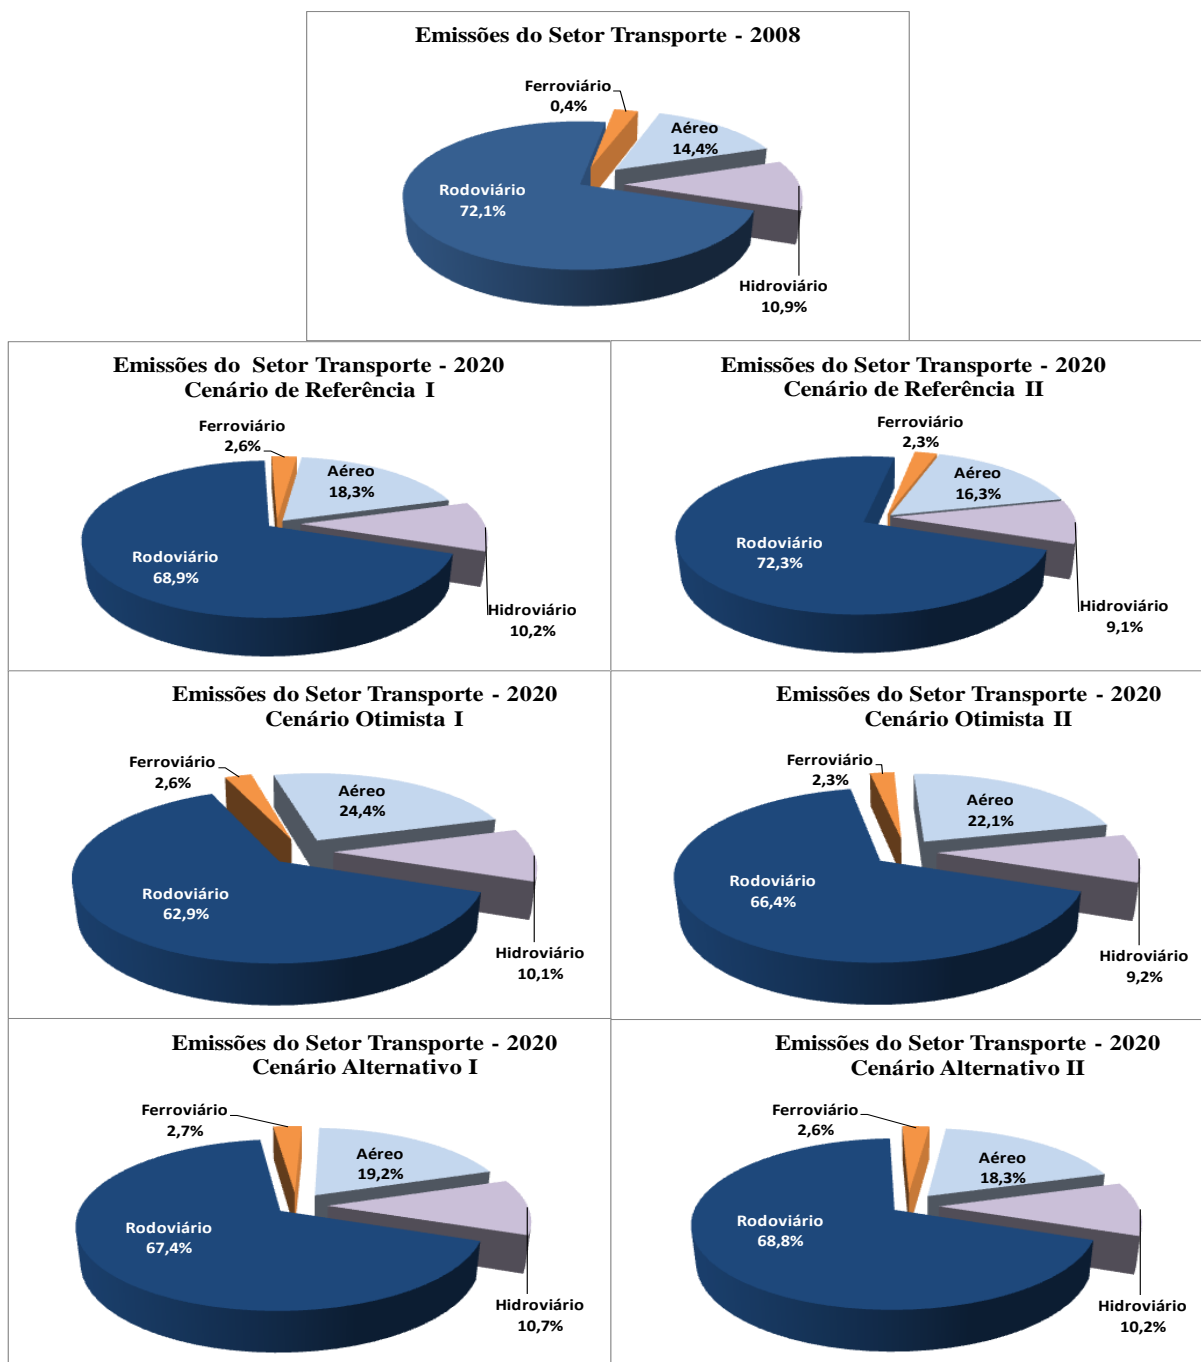 Emissões do Setor Transporte - 2008
Ferroviário
0,4%
Aéreo
14,4%
Rodoviário
72,1%
Hidroviário
10,9%
Emissões do Setor Transporte - 2020
Cenário de Referência I
Ferroviário
2,6%
Aéreo
18,3%
Rodoviário
68,9%
Hidroviário
10,2%
Emissões do Setor Transporte - 2020
Cenário de Referência II
Ferroviário
2,3%
Aéreo
16,3%
Rodoviário
72,3%
Hidroviário
9,1%
Emissões do Setor Transporte - 2020
Cenário Otimista I
Ferroviário
2,6%
Aéreo
24,4%
Rodoviário
62,9%
Hidroviário
10,1%
Emissões do Setor Transporte - 2020
Cenário Otimista II
Ferroviário
2,3%
Aéreo
22,1%
Rodoviário
66,4%
Hidroviário
9,2%
Emissões do Setor Transporte - 2020
Cenário Alternativo I
Ferroviário
2,7%
Aéreo
19,2%
Rodoviário
67,4%
Hidroviário
10,7%
Emissões do Setor Transporte - 2020
Cenário Alternativo II
Ferroviário
2,6%
Aéreo
18,3%
Rodoviário
68,8%
Hidroviário
10,2%